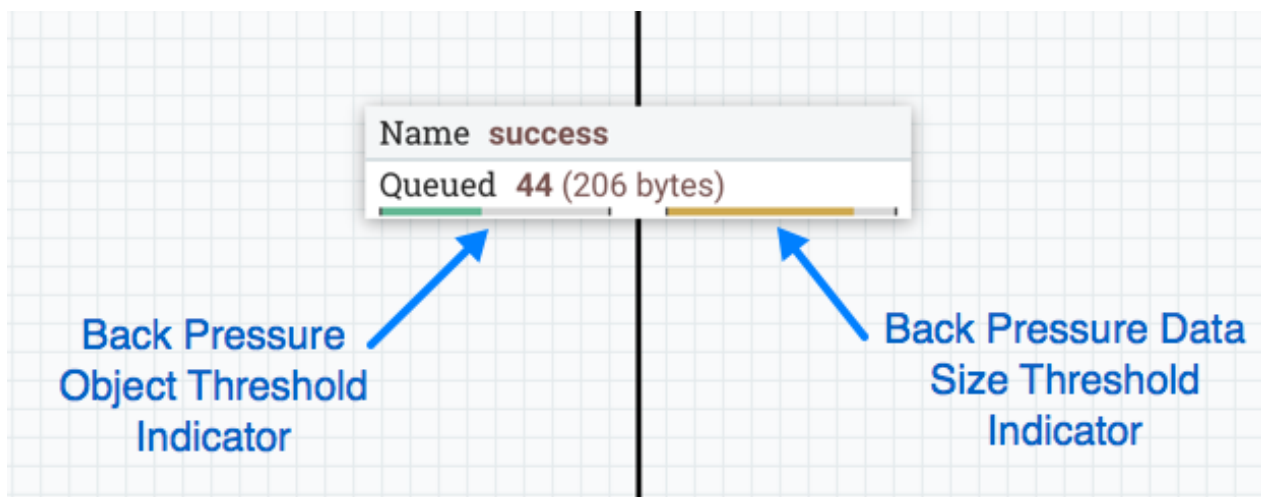 Name success
Queued 44 (206 bytes)
Back Pressure
Object Threshold
Indicator
Back Pressure Data
Size Threshold
Indicator